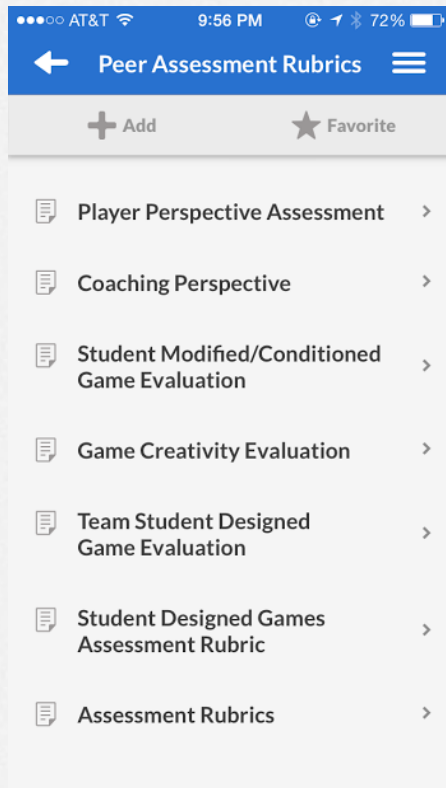 AT&T 9:56 PM 72%
Peer Assessment Rubrics
Add Favorite
Player Perspective Assessment
Coaching Perspective
Student Modified/Conditioned
Game Evaluation
Game Creativity Evaluation
Team Student Designed
Game Evaluation
Student Designed Games
Assessment Rubric
Assessment Rubrics